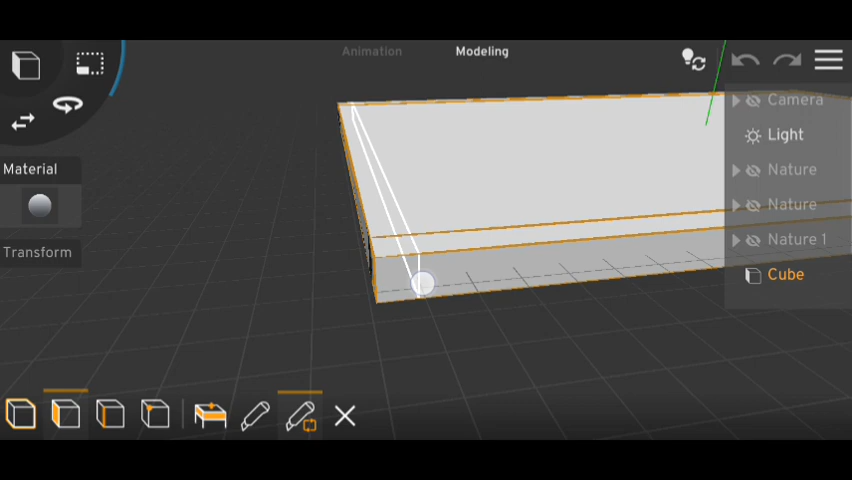 Animation
Modeling
Camera
Light
Material
Nature
Nature
Transform
Nature 1
Cube